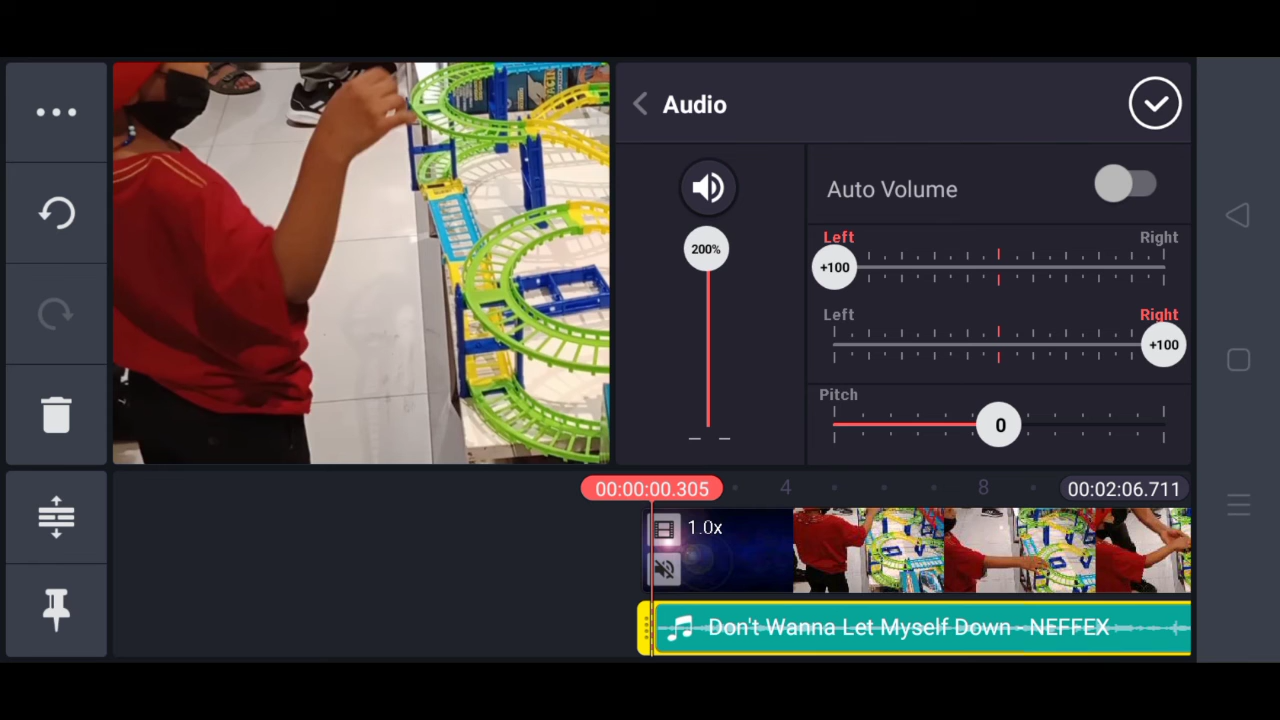 Audio
200%
Auto Volume
Left
Right
+100
Left
Right
+100
Pitch
0
00:00:00.305
4
8
00:02:06.711
1.0x
Don't Wanna Let Myself Down - NEFFEX